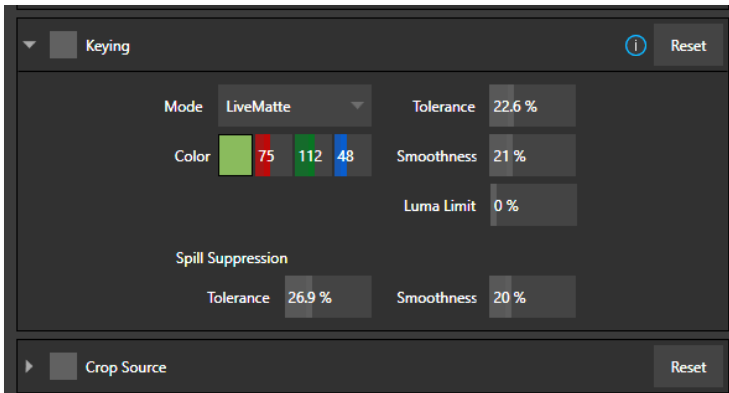 Keying Reset
Mode LiveMatte Tolerance 22.6 %
Color 75 112 48 Smoothness 21 %
Luma Limit 0 %
Spill Suppression
Tolerance 26.9 % Smoothness 20 %
Crop Source Reset